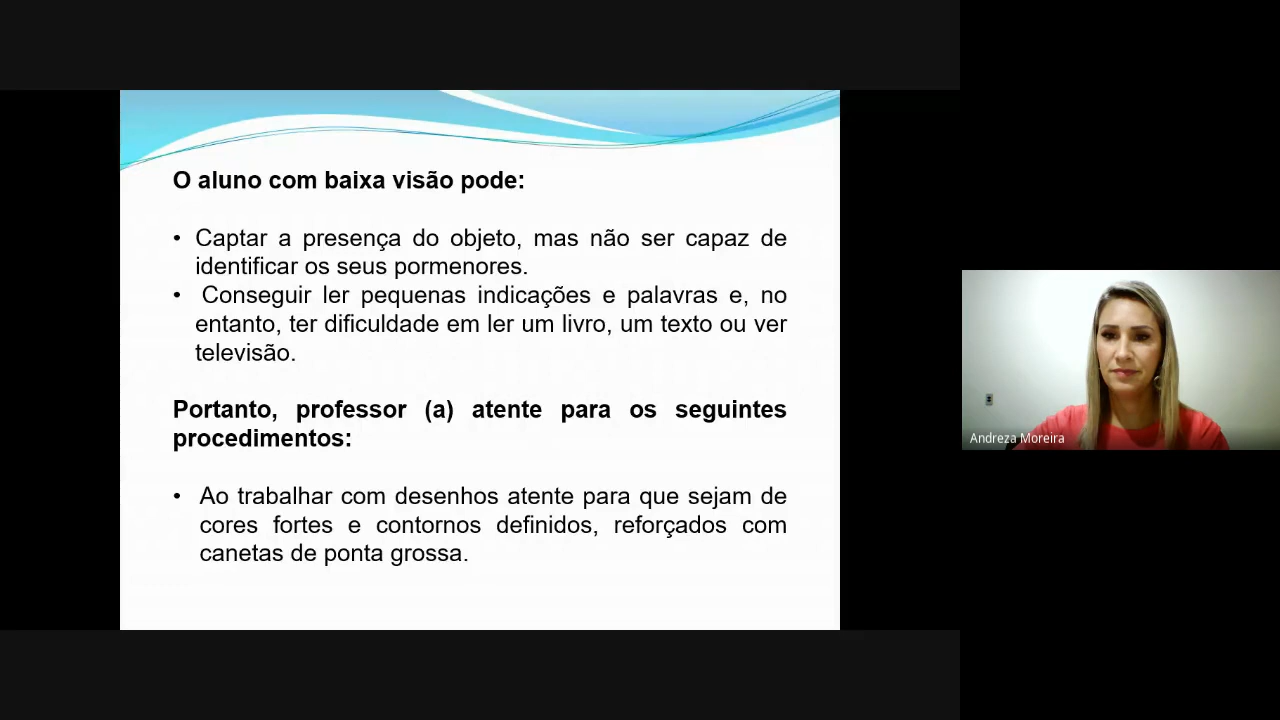 O aluno com baixa visão pode:
• Captar a presença do objeto, mas não ser capaz de
identificar os seus pormenores.
• Conseguir ler pequenas indicações e palavras e, no
entanto, ter dificuldade em ler um livro, um texto ou ver
televisão.
Portanto, professor (a) atente para os seguintes
procedimentos:
• Ao trabalhar com desenhos atente para que sejam de
cores fortes e contornos definidos, reforçados com
canetas de ponta grossa.
Andreza Moreira